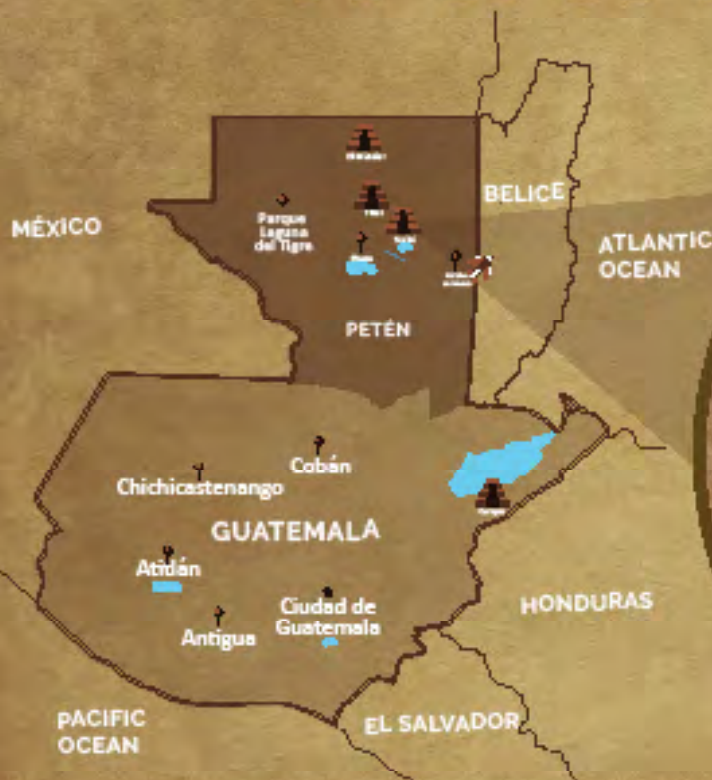 MÉXICO
BELICE
ATLANTIC
OCEAN
Parque
Laguna
del Tigre
PETÉN
Cobán
Chichicastenango
GUATEMALA
Atidán
Antigua
Ciudad de
Guatemala
HONDURAS
EL SALVADOR
PACIFIC
OCEAN